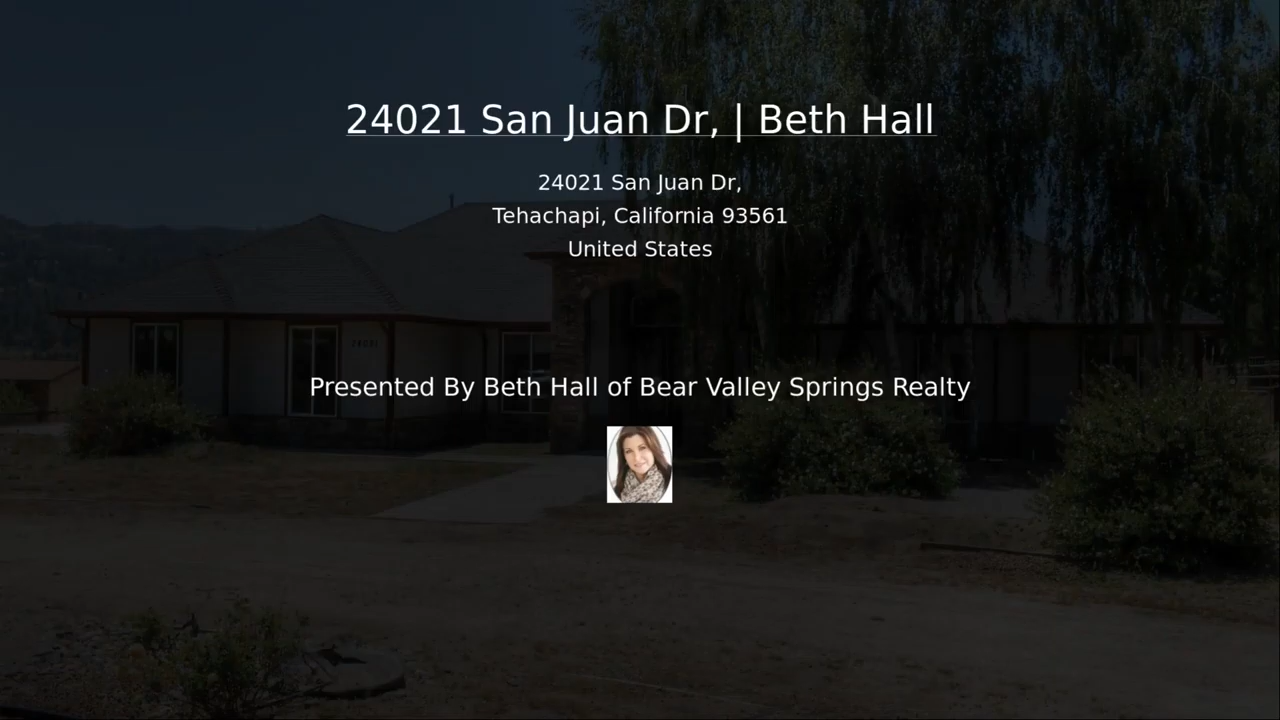 24021 San Juan Dr, | Beth Hall
24021 San Juan Dr,
Tehachapi, California 93561
United States
24021
Presented By Beth Hall of Bear Valley Springs Realty